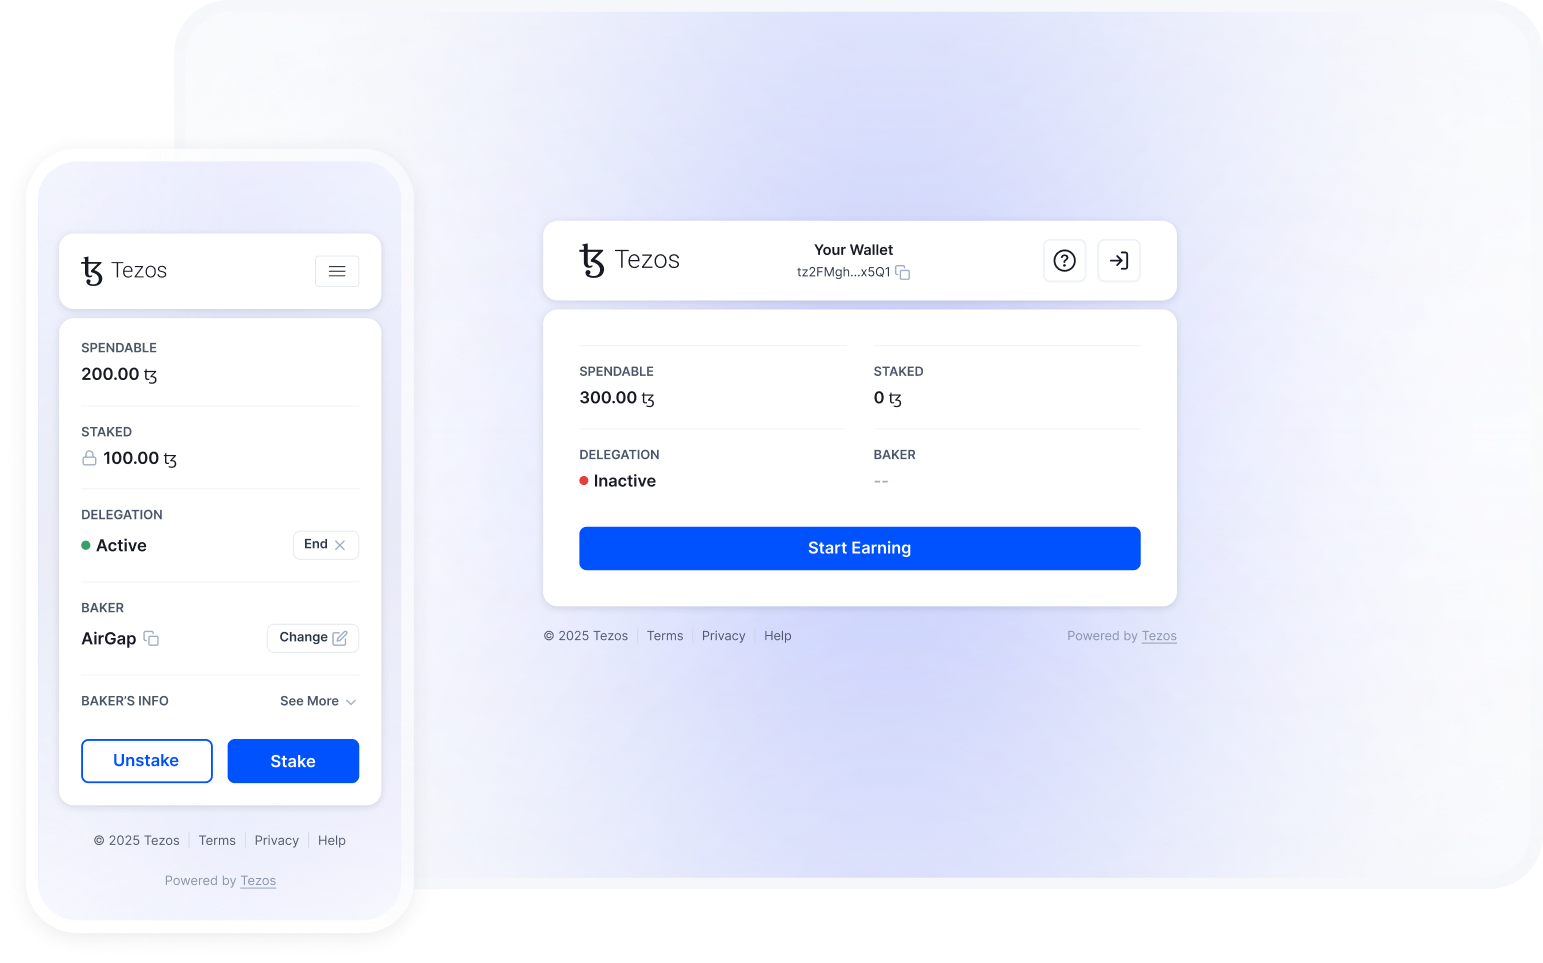 ꜩ Tezos
SPENDABLE
200.00 ꜩ
STAKED
100.00 ꜩ
DELEGATION
Active
End
BAKER
AirGap
Change
BAKER'S INFO
See More
Unstake
Stake
© 2025 Tezos
Terms
Privacy
Help
Powered by Tezos
ꜩ Tezos
Your Wallet
tz2FMgh...x5Q1
SPENDABLE
300.00 ꜩ
STAKED
0 ꜩ
DELEGATION
Inactive
BAKER
--
Start Earning
© 2025 Tezos
Terms
Privacy
Help
Powered by Tezos